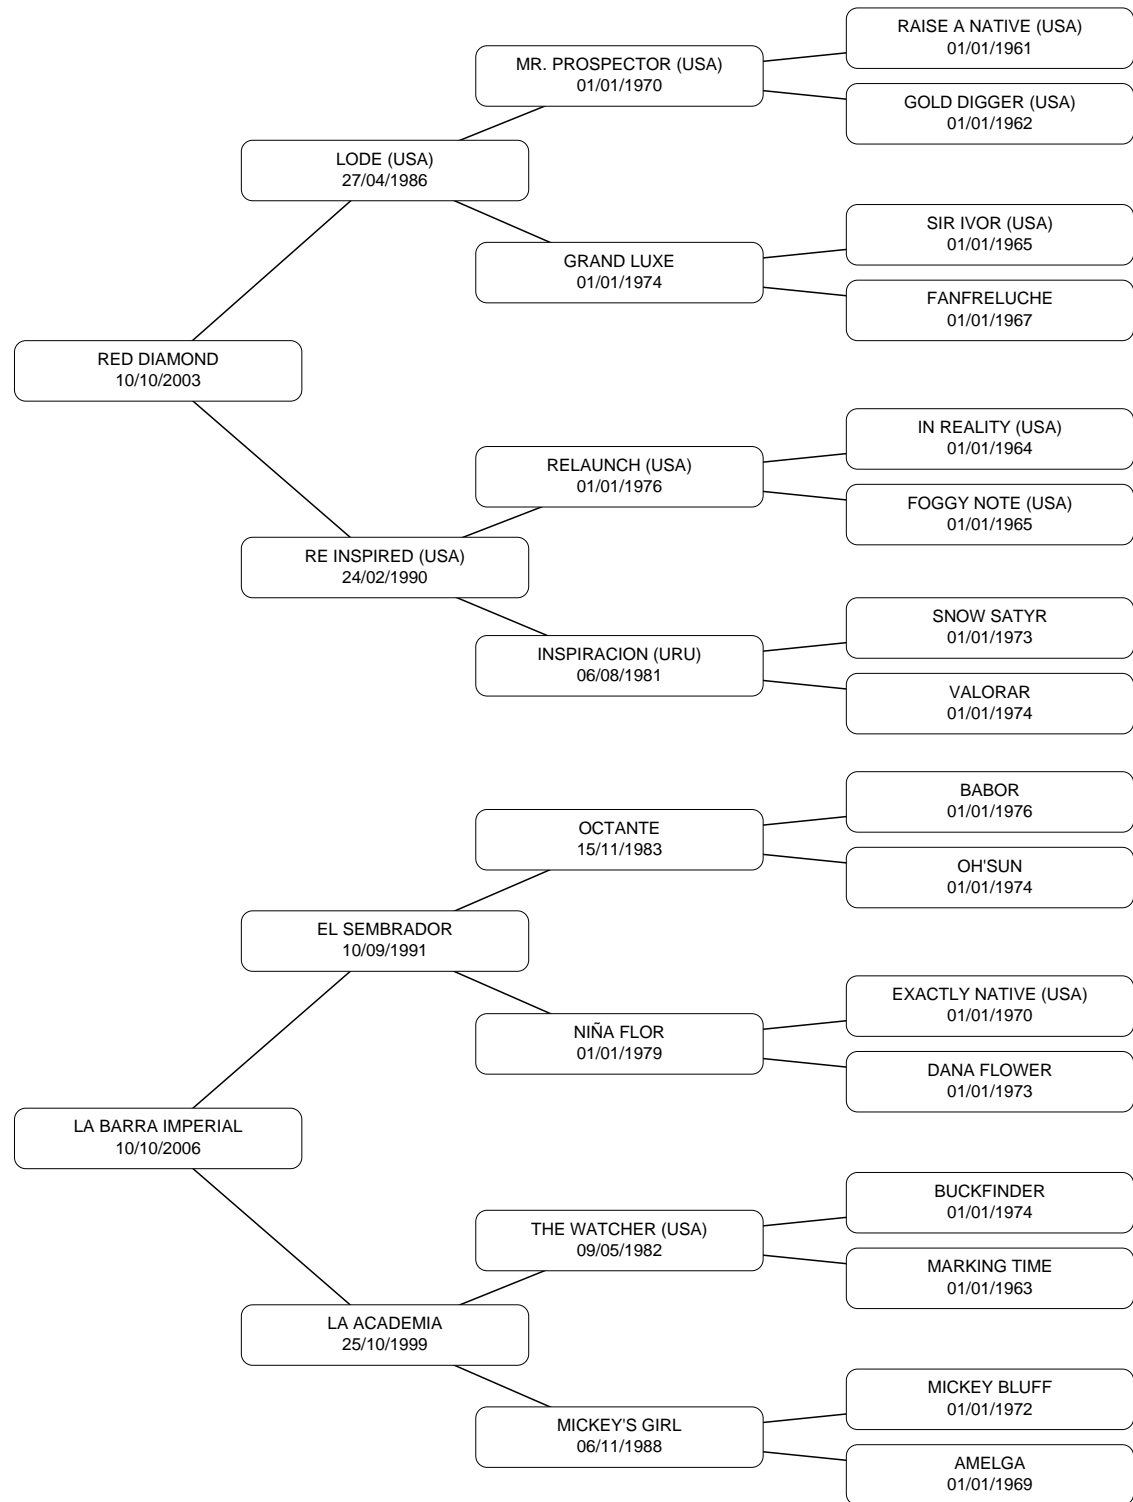 RAISE A NATIVE (USA)
01/01/1961
MR. PROSPECTOR (USA)
01/01/1970
GOLD DIGGER (USA)
01/01/1962
LODE (USA)
27/04/1986
SIR IVOR (USA)
01/01/1965
GRAND LUXE
01/01/1974
FANFRELUCHE
01/01/1967
RED DIAMOND
10/10/2003
IN REALITY (USA)
01/01/1964
RELAUNCH (USA)
01/01/1976
FOGGY NOTE (USA)
01/01/1965
RE INSPIRED (USA)
24/02/1990
SNOW SATYR
01/01/1973
INSPIRACION (URU)
06/08/1981
VALORAR
01/01/1974
BABOR
01/01/1976
OCTANTE
15/11/1983
OH'SUN
01/01/1974
EL SEMBRADOR
10/09/1991
EXACTLY NATIVE (USA)
01/01/1970
NIÑA FLOR
01/01/1979
DANA FLOWER
01/01/1973
LA BARRA IMPERIAL
10/10/2006
BUCKFINDER
01/01/1974
THE WATCHER (USA)
09/05/1982
MARKING TIME
01/01/1963
LA ACADEMIA
25/10/1999
MICKEY BLUFF
01/01/1972
MICKEY'S GIRL
06/11/1988
AMELGA
01/01/1969